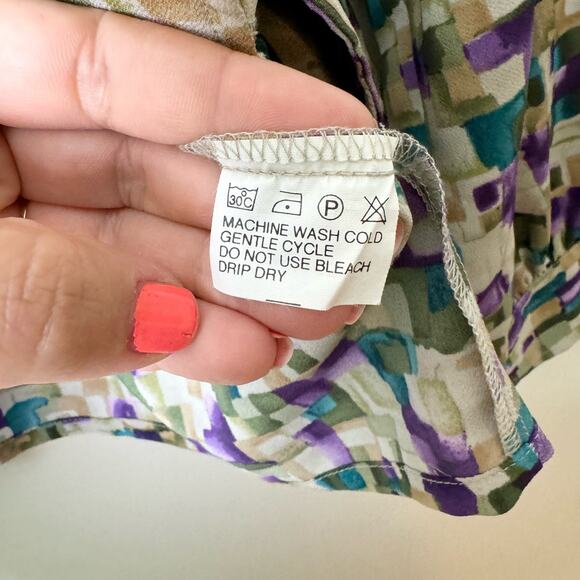 30°C P
MACHINE WASH COLD
GENTLE CYCLE
DO NOT USE BLEACH
DRIP DRY